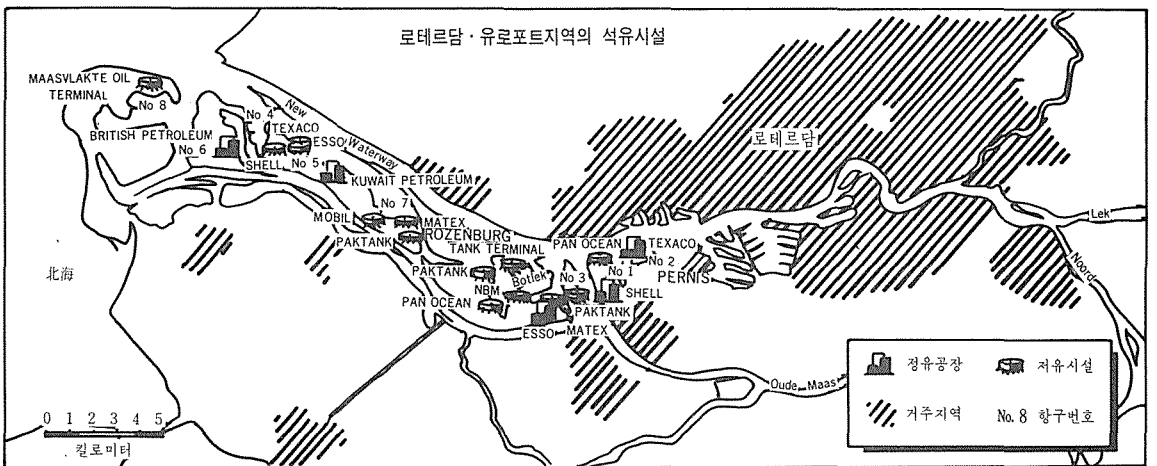 로테르담·유로포트지역의 석유시설
MAASVLAKTE OIL
TERMINAL
No 8
New
Waterway
No 4
TEXACO
BRITISH PETROLEUM
No 6
ESSO
SHELL
No 5
KUWAIT PETROLEUM
로테르담
No 7
MOBIL
MATEX
PAKTANK
ROZENBURG
TANK TERMINAL
PAN OCEAN
TEXACO
No 2
Lek
Noord
北海
PAKTANK
Botlek
No 1
PERNIS
NBM
No 3
SHELL
PAN OCEAN
PAKTANK
ESSO
MATEX
Oude Maas
정유공장
저유시설
거주지역
No. 8 항구번호
0 1 2 3 4 5
킬로미터